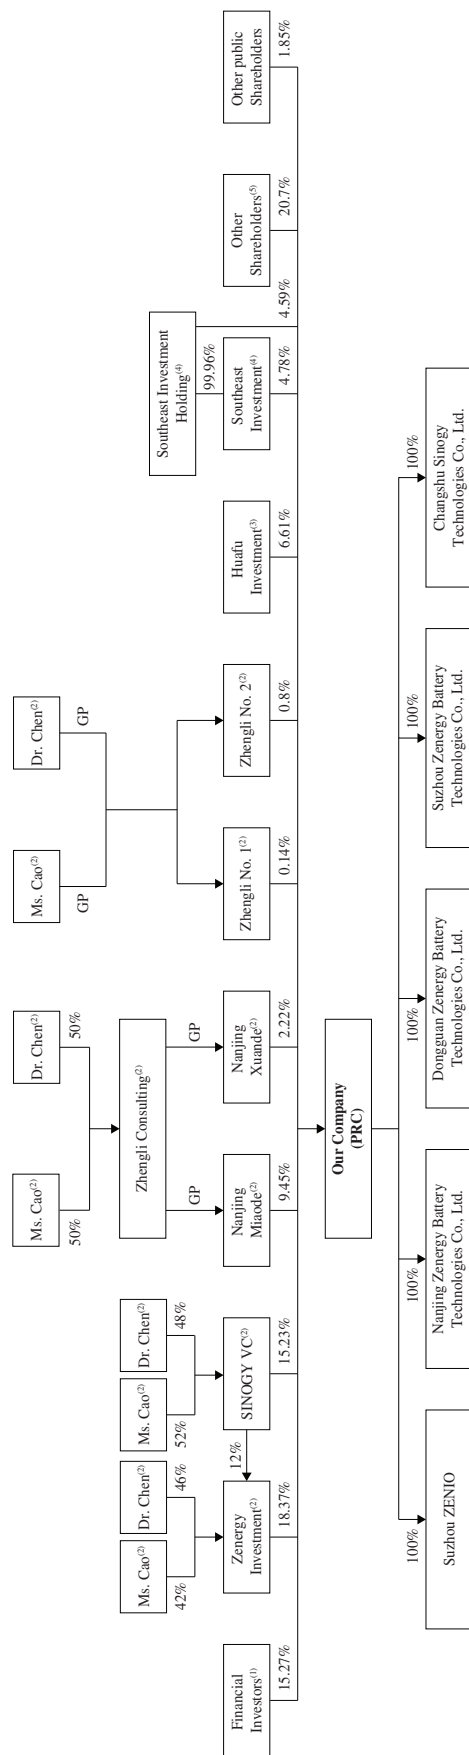 Ms. Cao(2)
Dr. Chen(2)
Ms. Cao(2)
Dr. Chen(2)
50%
50%
GP
GP
Ms. Cao(2)
Dr. Chen(2)
Ms. Cao(2)
Dr. Chen(2)
42%
46%
52%
48%
Zhengli Consulting(2)
Southeast Investment
Holding(4)
GP
GP
99.96%
Financial
Investors(1)
Zenergy
Investment(2)
12%
SINOGY VC(2)
Nanjing
Miaode(2)
Nanjing
Xuande(2)
Zhengli No. 1(2)
Zhengli No. 2(2)
Huafu
Investment(3)
Southeast
Investment(4)
Other
Shareholders(5)
Other public
Shareholders
15.27%
18.37%
15.23%
9.45%
2.22%
0.14%
0.8%
6.61%
4.78%
4.59%
20.7%
1.85%
Our Company
(PRC)
100%
100%
100%
100%
100%
Suzhou ZENIO
Nanjing Zenergy Battery
Technologies Co., Ltd.
Dongguan Zenergy Battery
Technologies Co., Ltd.
Suzhou Zenergy Battery
Technologies Co., Ltd.
Changshu Sinogy
Technologies Co., Ltd.